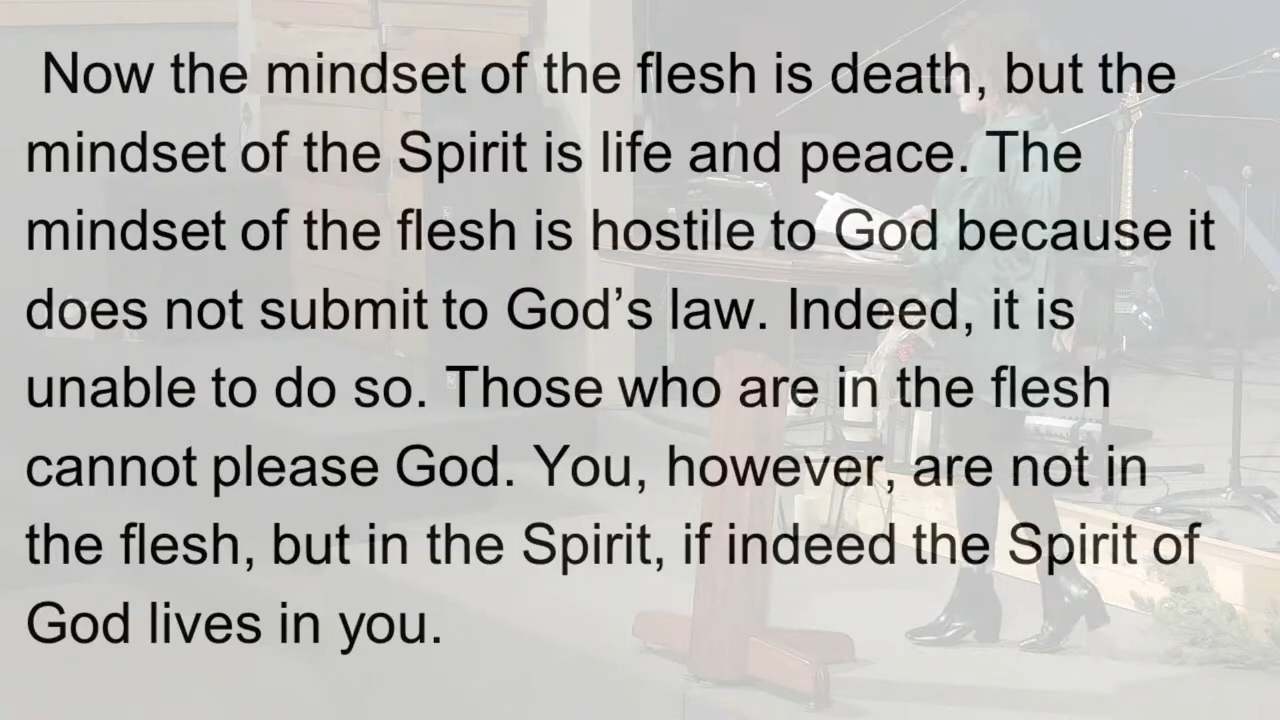 Now the mindset of the flesh is death, but the
mindset of the Spirit is life and peace. The
mindset of the flesh is hostile to God because it
does not submit to God’s law. Indeed, it is
unable to do so. Those who are in the flesh
cannot please God. You, however, are not in
the flesh, but in the Spirit, if indeed the Spirit of
God lives in you.